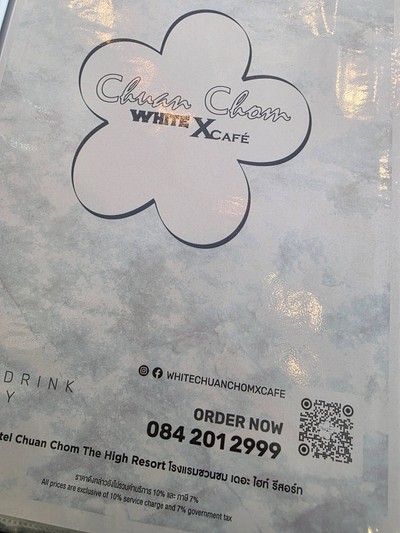 Chuan Chom
WHITE X CAFÉ
DRINK
Y
WHITECHUANCHOMXCAFE
ORDER NOW
084 201 2999
tel Chuan Chom The High Resort โรงแรมชวนชม เดอะ ไฮท์ รีสอร์ท
ราคาดังกล่าวยังไม่รวมค่าบริการ 10% และ ภาษี 7%
All prices are exclusive of 10% service charge and 7% government tax